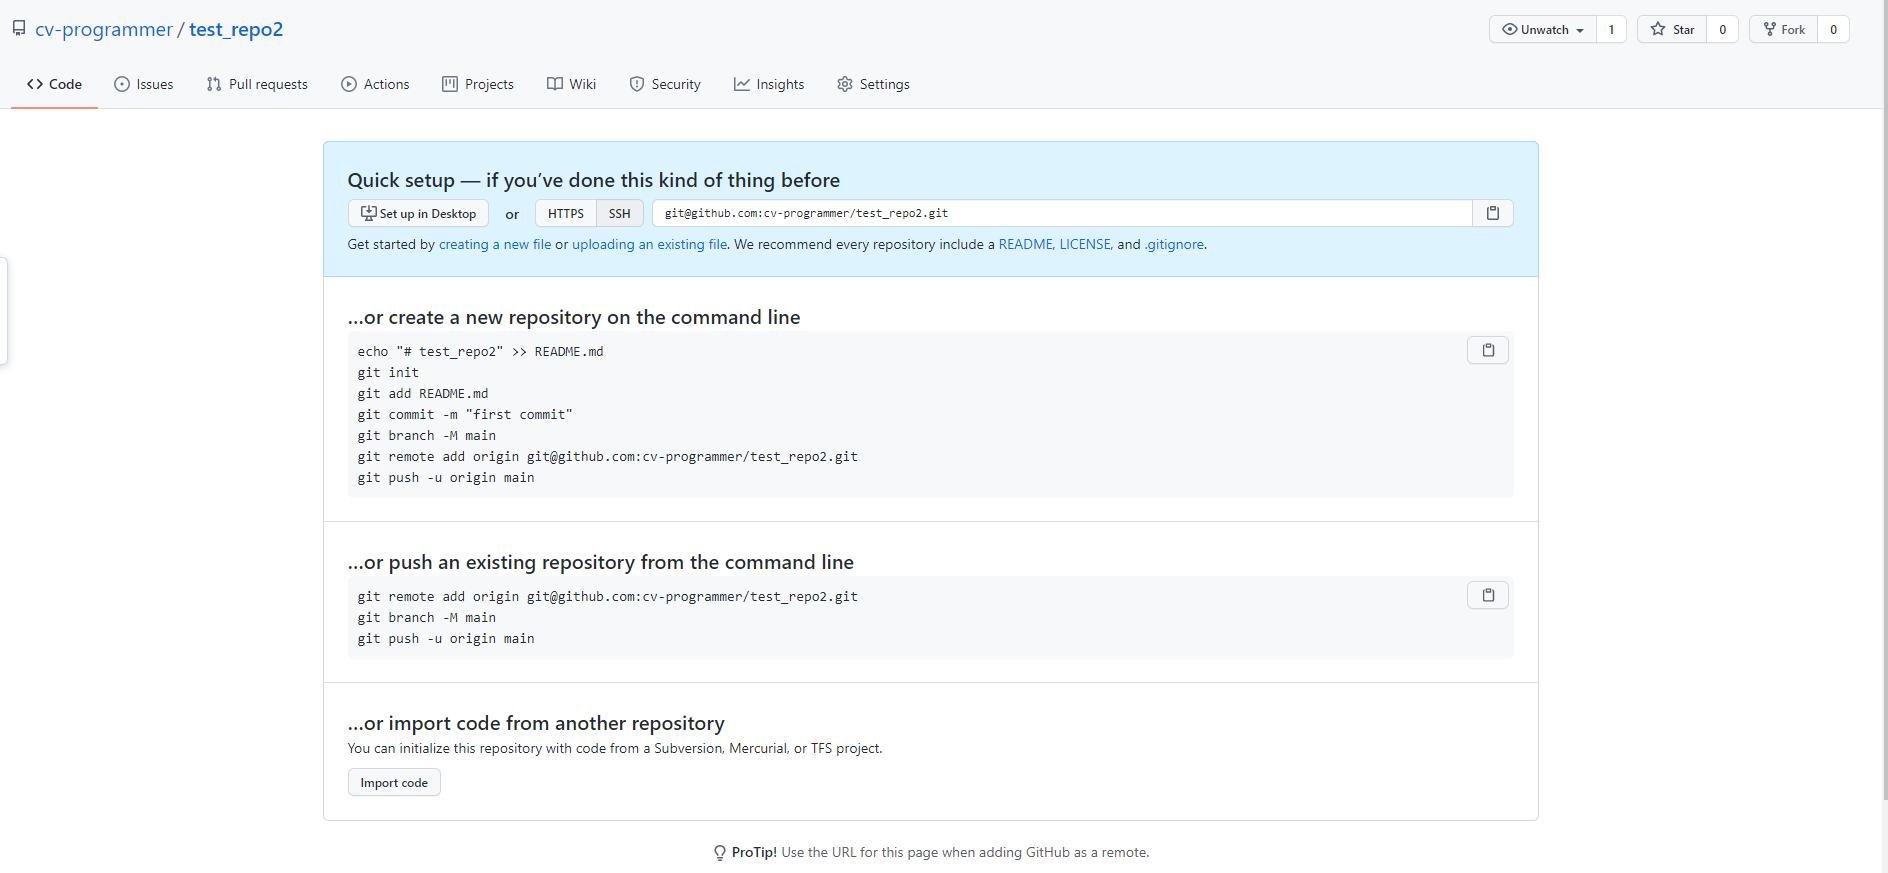 cv-programmer / test_repo2
Unwatch 1 Star 0 Fork 0
Code Issues Pull requests Actions Projects Wiki Security Insights Settings
Quick setup — if you’ve done this kind of thing before
Set up in Desktop or HTTPS SSH git@github.com:cv-programmer/test_repo2.git
Get started by creating a new file or uploading an existing file. We recommend every repository include a README, LICENSE, and .gitignore.
…or create a new repository on the command line
echo "# test_repo2" >> README.md
git init
git add README.md
git commit -m "first commit"
git branch -M main
git remote add origin git@github.com:cv-programmer/test_repo2.git
git push -u origin main
…or push an existing repository from the command line
git remote add origin git@github.com:cv-programmer/test_repo2.git
git branch -M main
git push -u origin main
…or import code from another repository
You can initialize this repository with code from a Subversion, Mercurial, or TFS project.
Import code
ProTip! Use the URL for this page when adding GitHub as a remote.